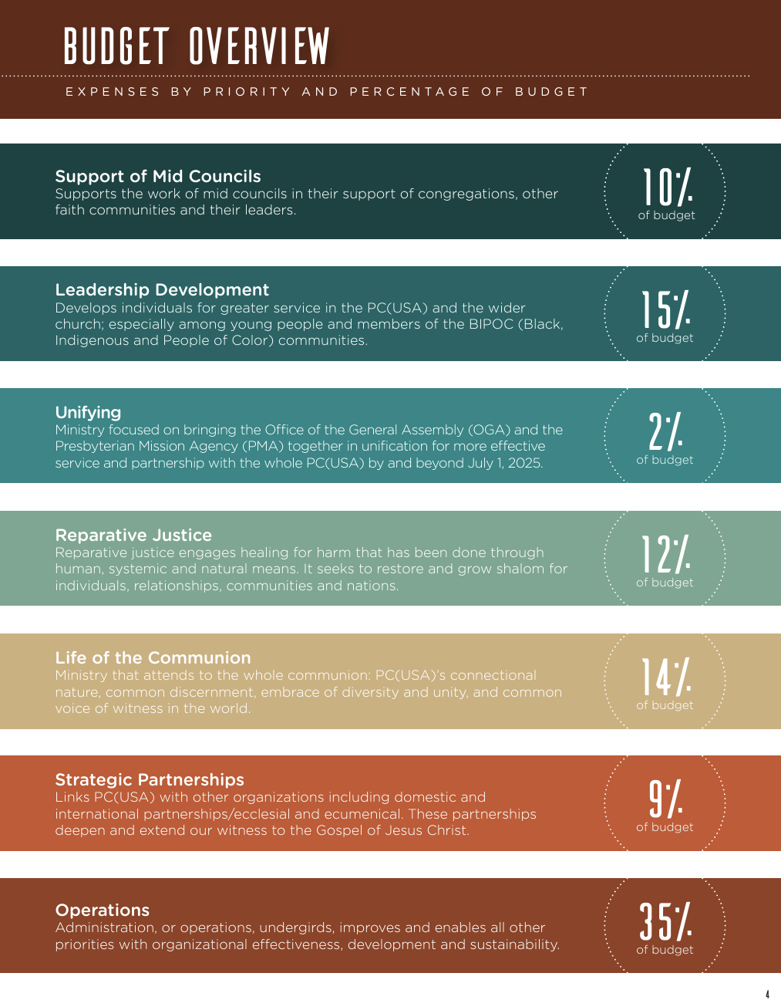 BUDGET OVERVIEW
EXPENSES BY PRIORITY AND PERCENTAGE OF BUDGET
Support of Mid Councils
Supports the work of mid councils in their support of congregations, other
faith communities and their leaders.
10%
of budget
Leadership Development
Develops individuals for greater service in the PC(USA) and the wider
church; especially among young people and members of the BIPOC (Black,
Indigenous and People of Color) communities.
15%
of budget
Unifying
Ministry focused on bringing the Office of the General Assembly (OGA) and the
Presbyterian Mission Agency (PMA) together in unification for more effective
service and partnership with the whole PC(USA) by and beyond July 1, 2025.
2%
of budget
Reparative Justice
Reparative justice engages healing for harm that has been done through
human, systemic and natural means. It seeks to restore and grow shalom for
individuals, relationships, communities and nations.
12%
of budget
Life of the Communion
Ministry that attends to the whole communion: PC(USA)’s connectional
nature, common discernment, embrace of diversity and unity, and common
voice of witness in the world.
14%
of budget
Strategic Partnerships
Links PC(USA) with other organizations including domestic and
international partnerships/ecclesial and ecumenical. These partnerships
deepen and extend our witness to the Gospel of Jesus Christ.
9%
of budget
Operations
Administration, or operations, undergirds, improves and enables all other
priorities with organizational effectiveness, development and sustainability.
35%
of budget
4